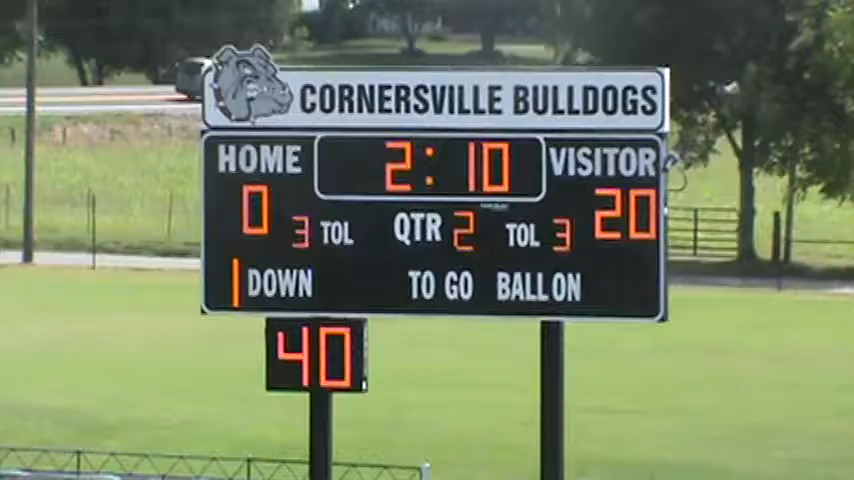 CORNERSVILLE BULLDOGS
HOME 2:10 VISITOR
0 3 TOL QTR 2 TOL 3 20
1 DOWN TO GO BALL ON
40